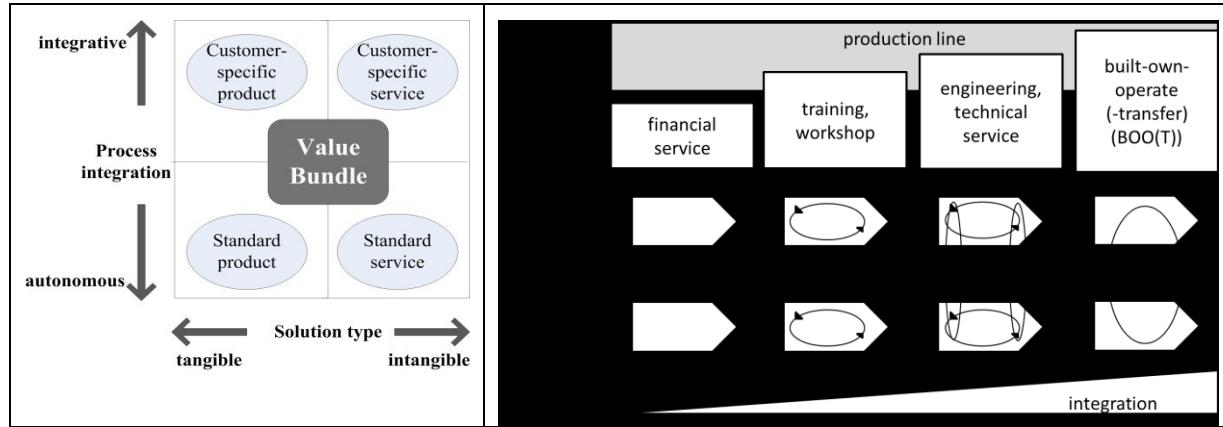 integrative
Customer-
specific
product
Customer-
specific
service
Process
integration
Value
Bundle
Standard
product
Standard
service
autonomous
Solution type
tangible
intangible
production line
financial
service
training,
workshop
engineering,
technical
service
built-own-
operate
(-transfer)
(BOO(T))
integration